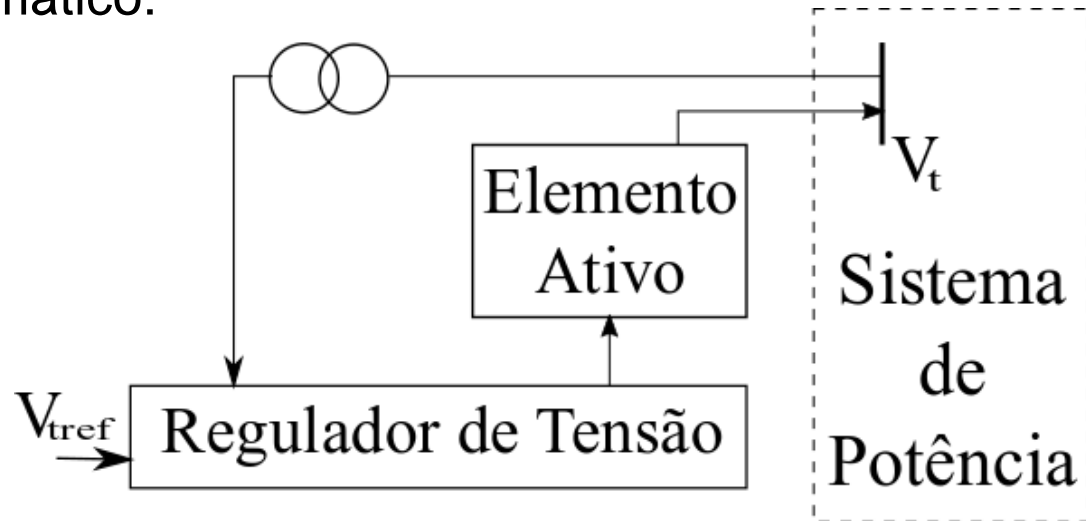 Elemento
Ativo
V_t
Sistema
de
Potência
V_tref
Regulador de Tensão